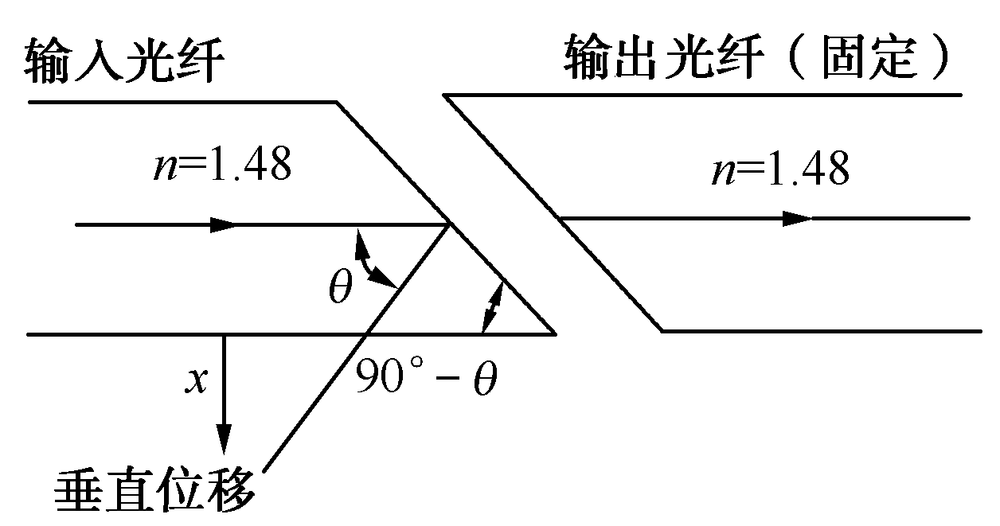 输入光纤
输出光纤（固定）
n=1.48
n=1.48
θ
90°－θ
x
垂直位移